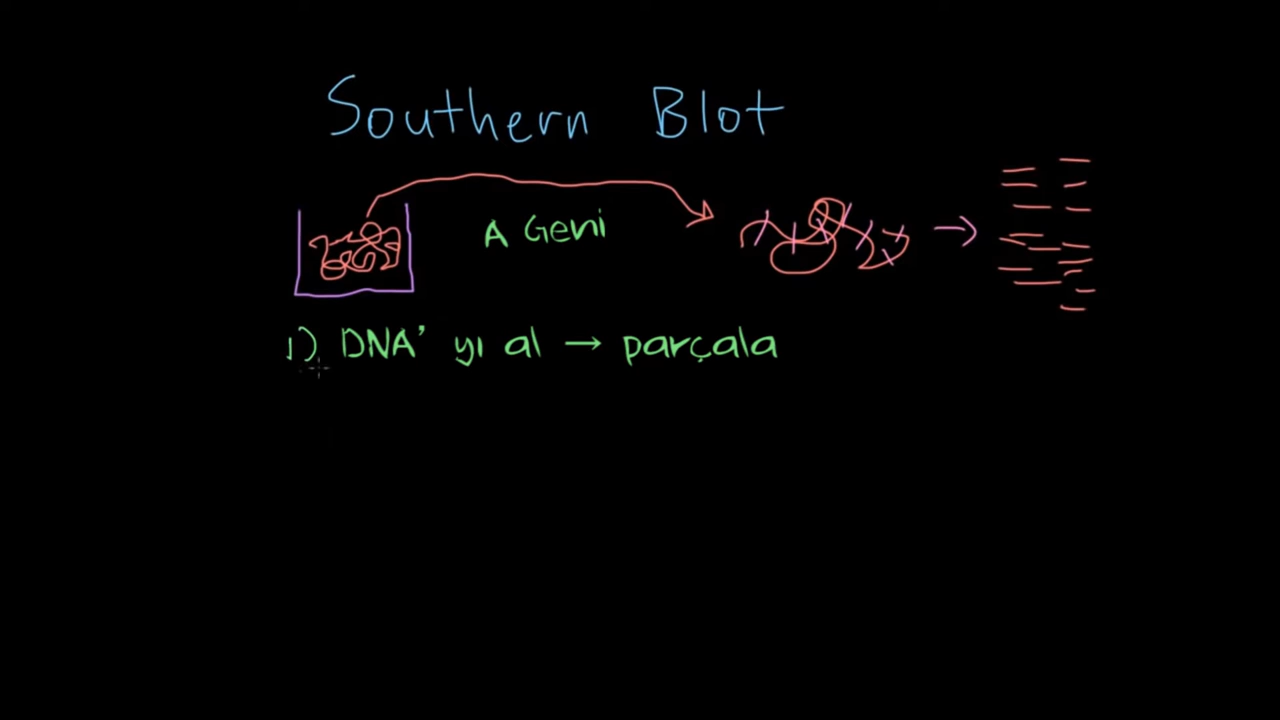 Southern Blot
A Geni
1) DNA' yı al → parçala